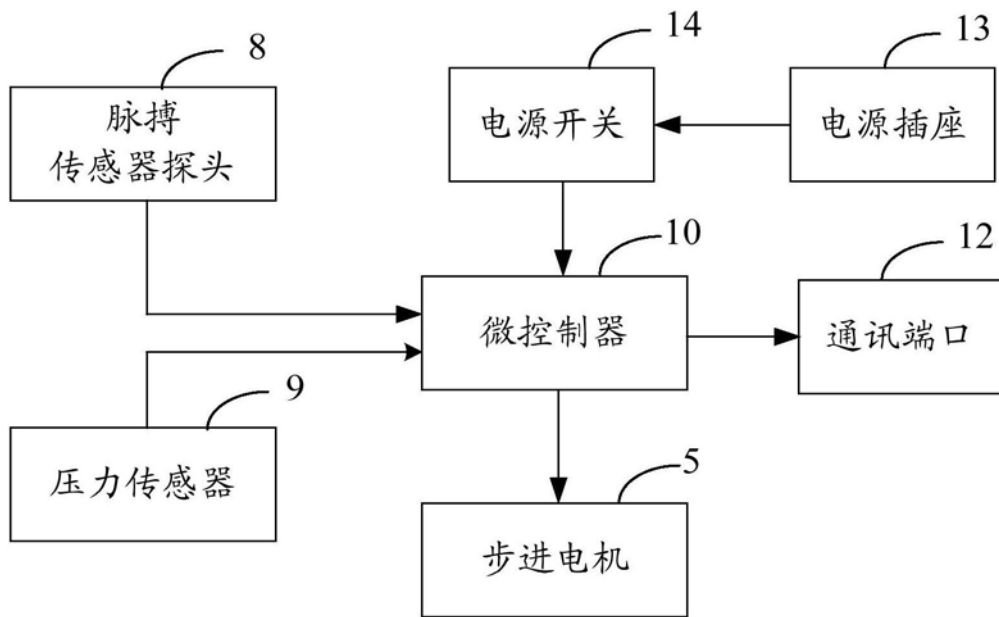 8
14
13
脉搏
传感器探头
电源开关
电源插座
10
12
微控制器
通讯端口
9
压力传感器
5
步进电机